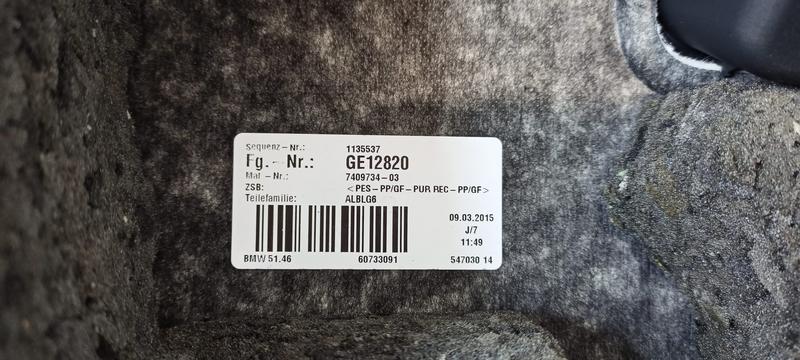 Sequenz-Nr.: 1135537
Fg.-Nr.: GE12820
Mat-Nr.: 7409734-03
ZSB: <PES-PP/GF-PUR REC-PP/GF>
Teilefamilie: ALBLG6
09.03.2015
J/7
11:49
BMW 51.46 60733091 547030 14